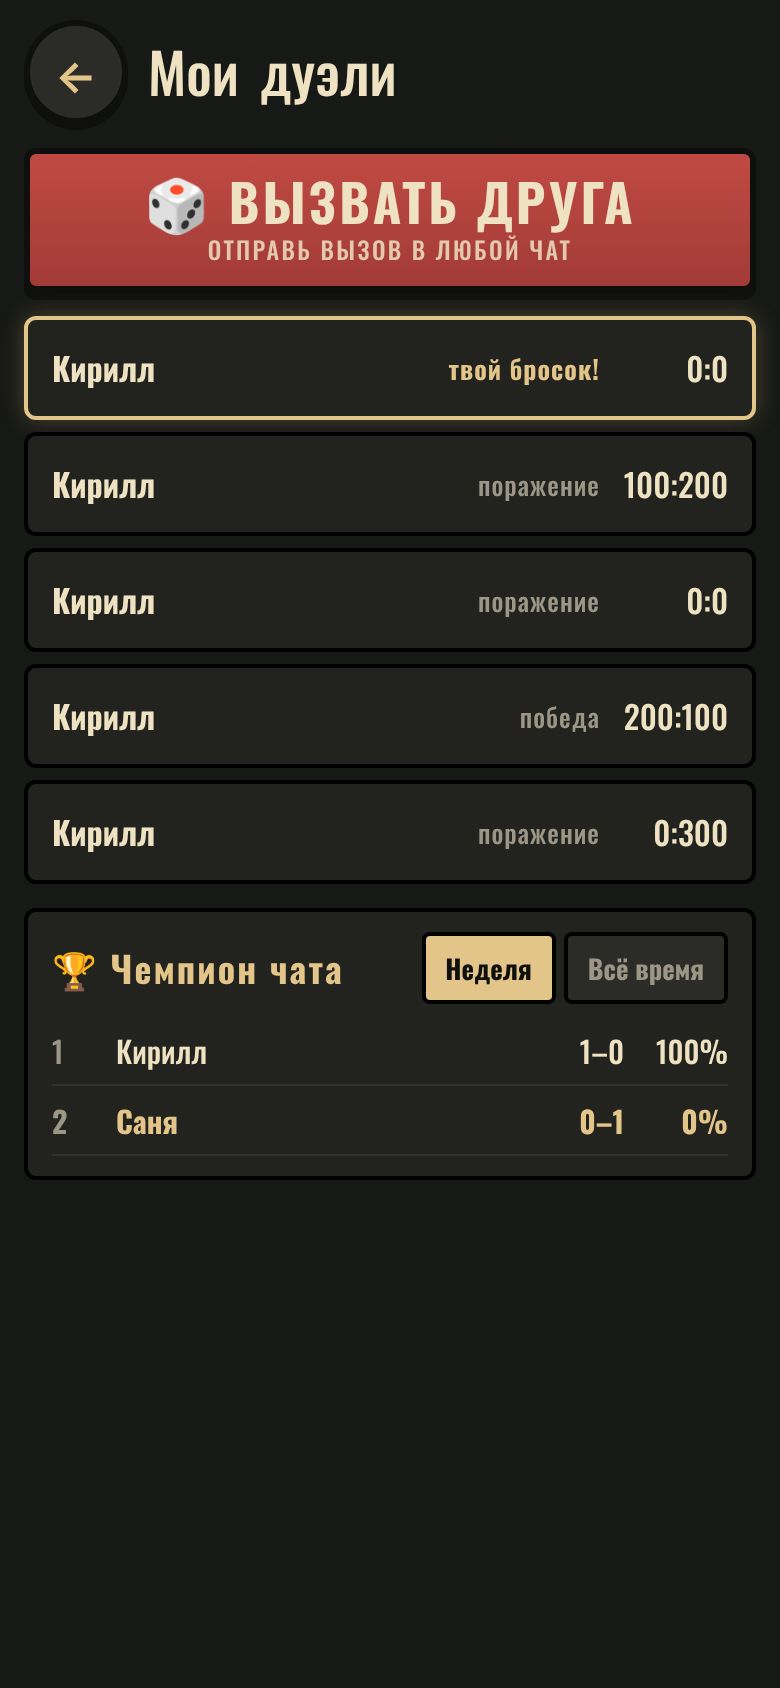 Мои дуэли
ВЫЗВАТЬ ДРУГА
ОТПРАВЬ ВЫЗОВ В ЛЮБОЙ ЧАТ
Кирилл твой бросок! 0:0
Кирилл поражение 100:200
Кирилл поражение 0:0
Кирилл победа 200:100
Кирилл поражение 0:300
Чемпион чата Неделя Всё время
1 Кирилл 1–0 100%
2 Саня 0–1 0%